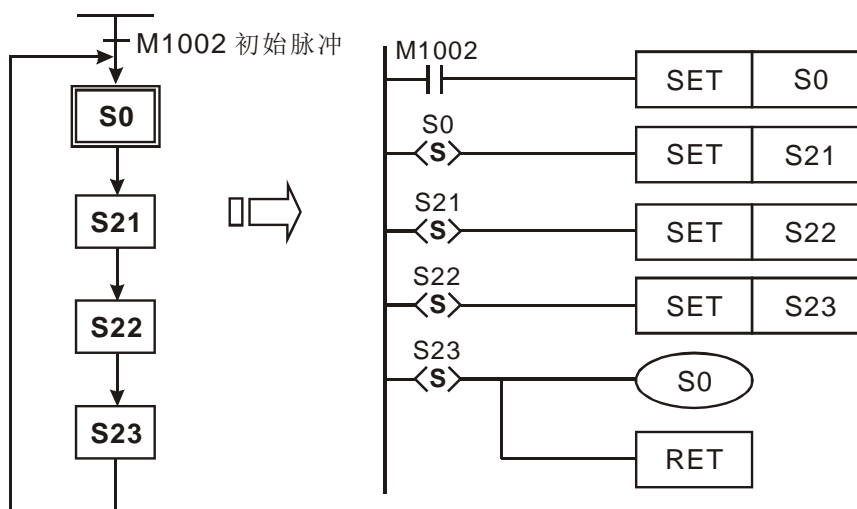 M1002 初始脉冲
S0
S21
S22
S23
M1002
SET S0
S0
S
SET S21
S21
S
SET S22
S22
S
SET S23
S23
S
S0
RET